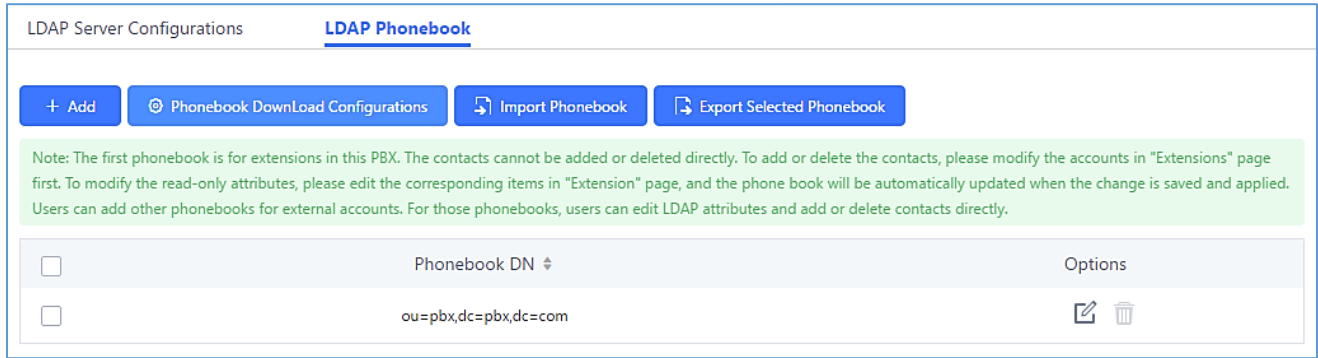 LDAP Server Configurations LDAP Phonebook
+ Add Phonebook DownLoad Configurations Import Phonebook Export Selected Phonebook
Note: The first phonebook is for extensions in this PBX. The contacts cannot be added or deleted directly. To add or delete the contacts, please modify the accounts in "Extensions" page
first. To modify the read-only attributes, please edit the corresponding items in "Extension" page, and the phone book will be automatically updated when the change is saved and applied.
Users can add other phonebooks for external accounts. For those phonebooks, users can edit LDAP attributes and add or delete contacts directly.
Phonebook DN Options
ou=pbx,dc=pbx,dc=com